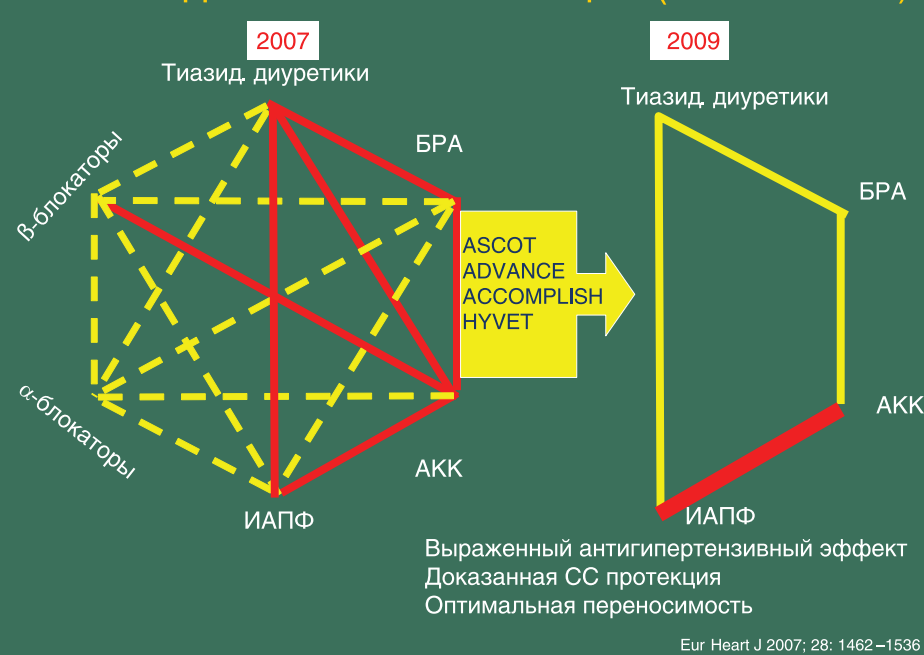 2007
2009
Тиазид. диуретики
Тиазид. диуретики
БРА
ß-блокаторы
БРА
ASCOT
ADVANCE
ACCOMPLISH
HYVET
α-блокаторы
АКК
АКК
ИАПФ
ИАПФ
Выраженный антигипертензивный эффект
Доказанная СС протекция
Оптимальная переносимость
Eur Heart J 2007; 28: 1462–1536